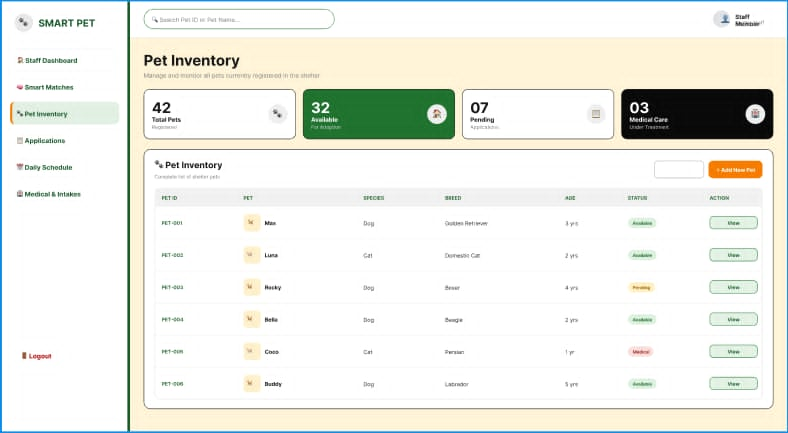 SMART PET
Search Pet ID or Pet Name...
Staff
Member
Staff Dashboard
Smart Matches
Pet Inventory
Applications
Daily Schedule
Medical & Intakes
Logout
Pet Inventory
Manage and monitor all pets currently registered in the shelter
42
Total Pets
Registered
32
Available
For Adoption
07
Pending
Applications
03
Medical Care
Under Treatment
Pet Inventory
Complete list of shelter pets
+ Add New Pet
PET ID PET SPECIES BREED AGE STATUS ACTION
PET-001 Max Dog Golden Retriever 3 yrs Available View
PET-002 Luna Cat Domestic Cat 2 yrs Available View
PET-003 Rocky Dog Boxer 4 yrs Pending View
PET-004 Bella Dog Beagle 2 yrs Available View
PET-005 Coco Cat Persian 1 yr Medical View
PET-006 Buddy Dog Labrador 5 yrs Available View